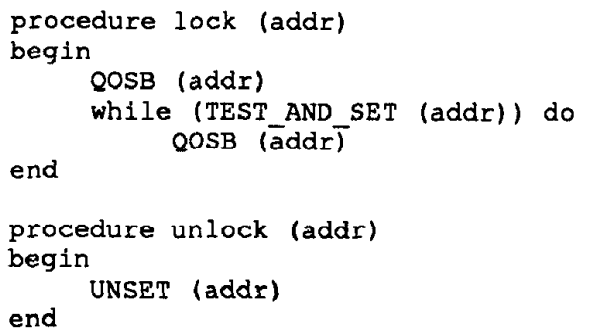 procedure lock (addr)
begin
QOSB (addr)
while (TEST_AND_SET (addr)) do
QOSB (addr)
end
procedure unlock (addr)
begin
UNSET (addr)
end